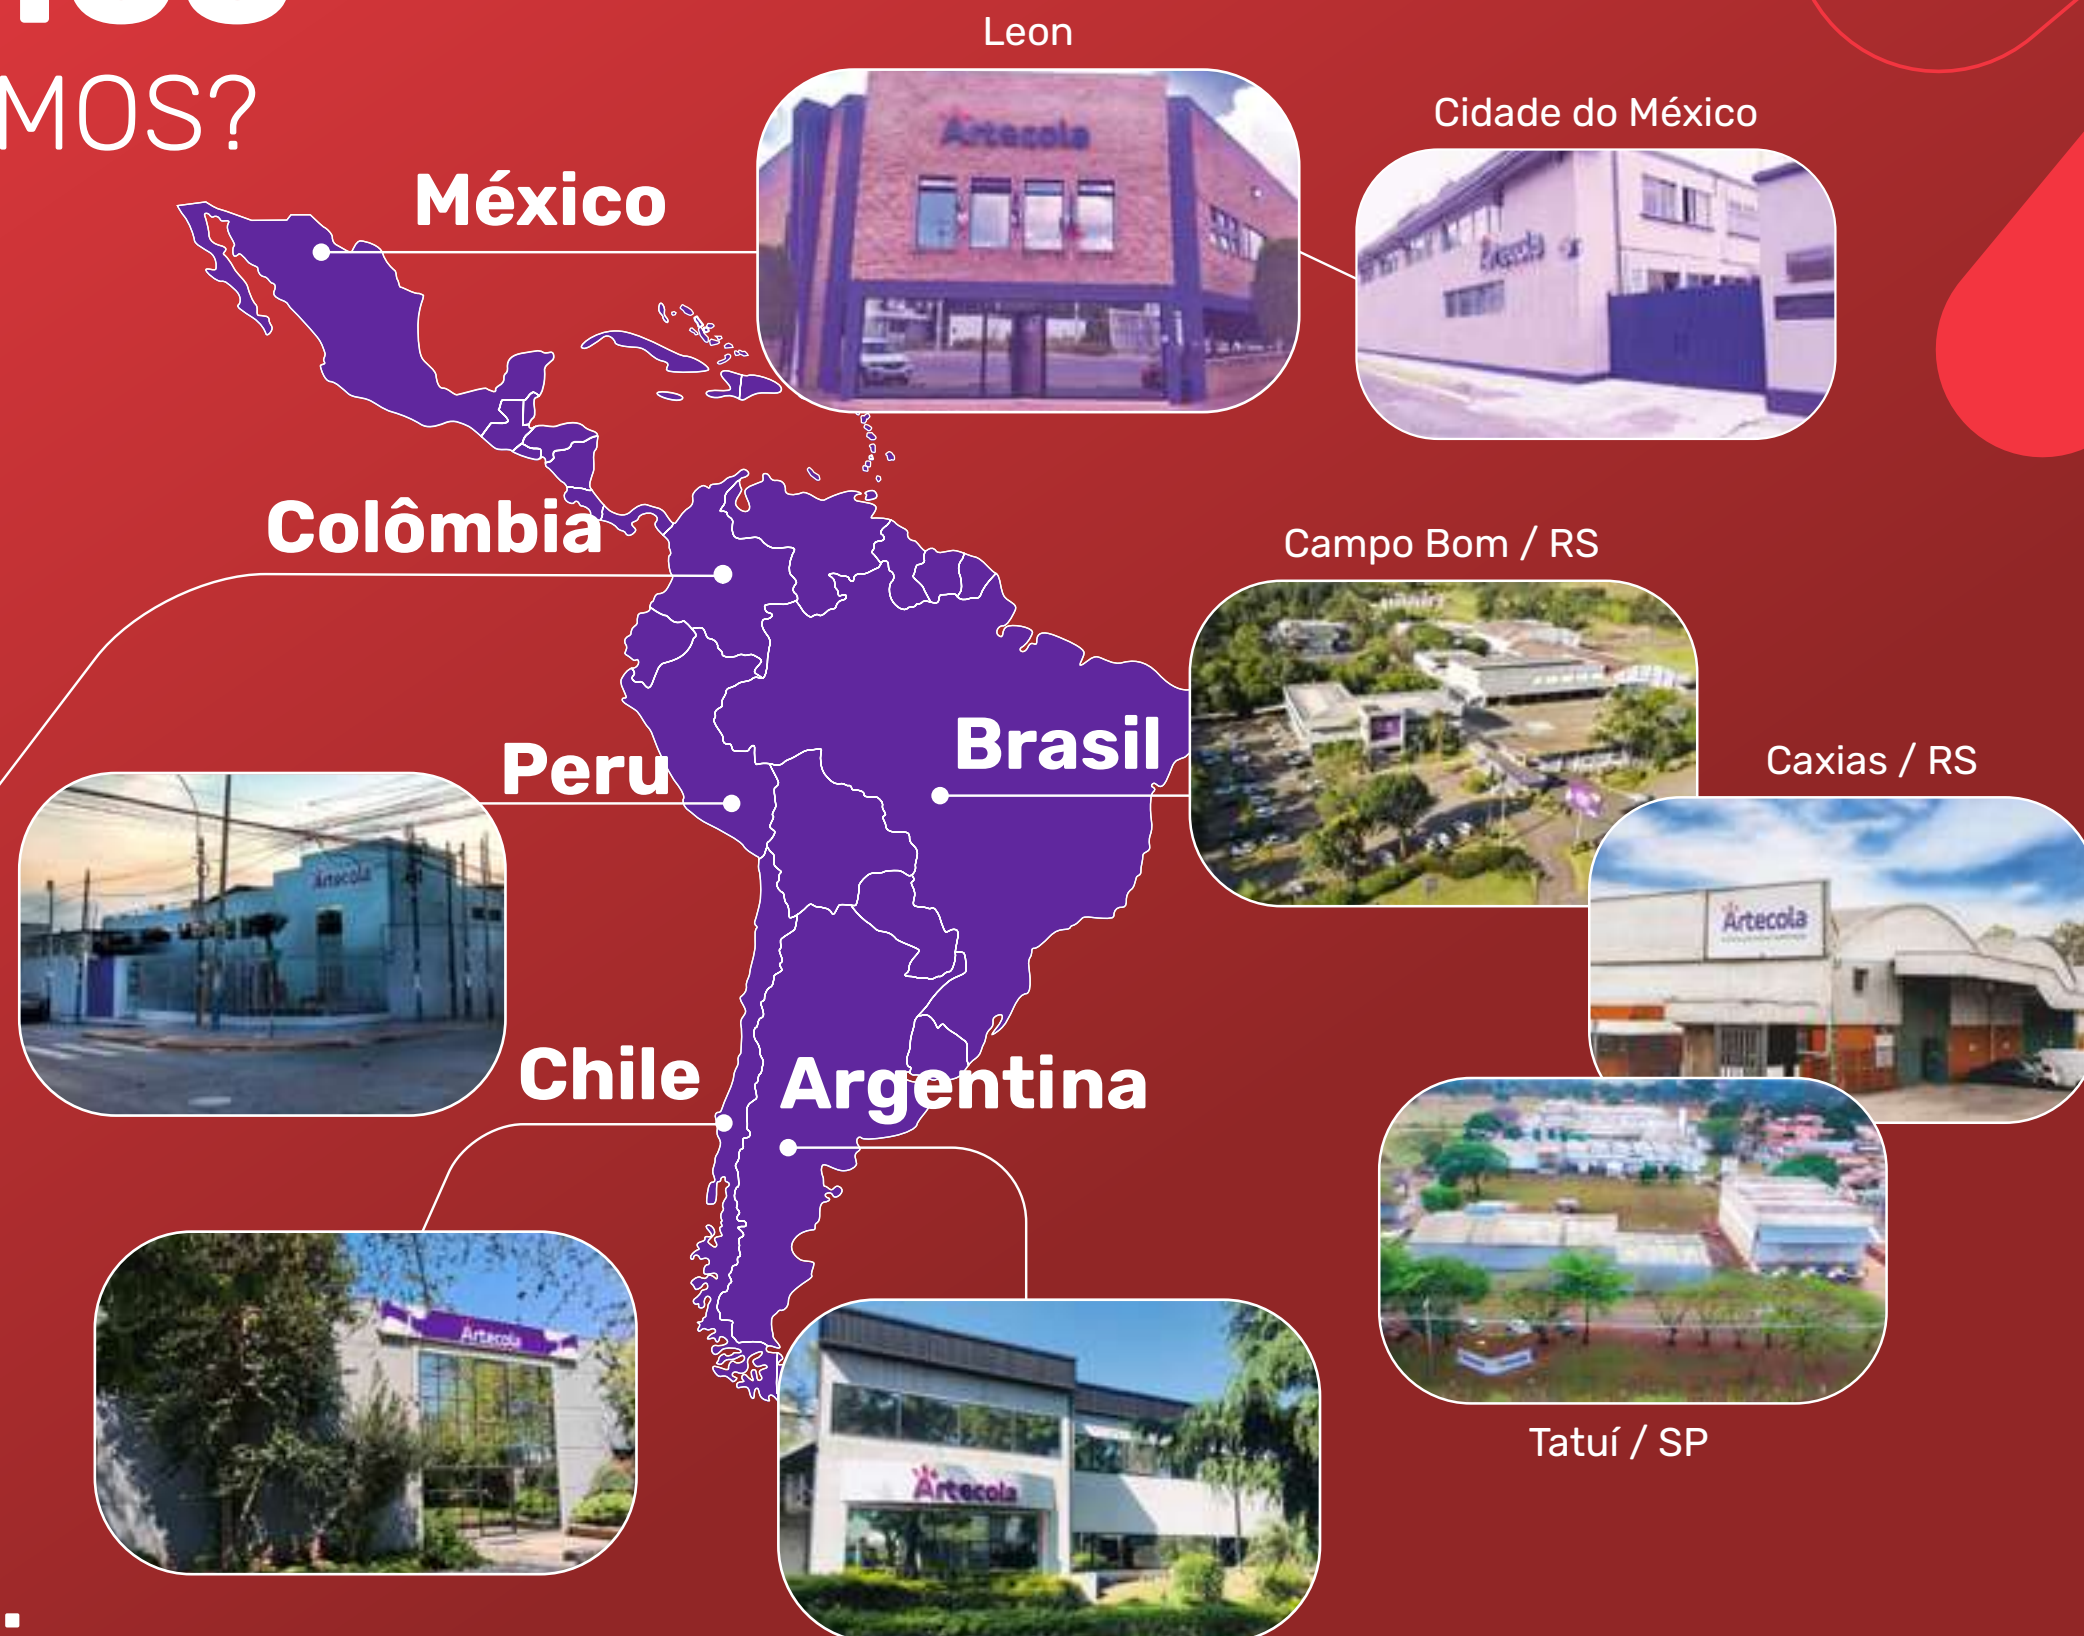 MOS?
Leon
Cidade do México
México
Artecola
Artecola
Colômbia
Campo Bom / RS
Brasil
Peru
Caxias / RS
Artecola
Artecola
Chile
Argentina
Artecola
Artecola
Tatuí / SP